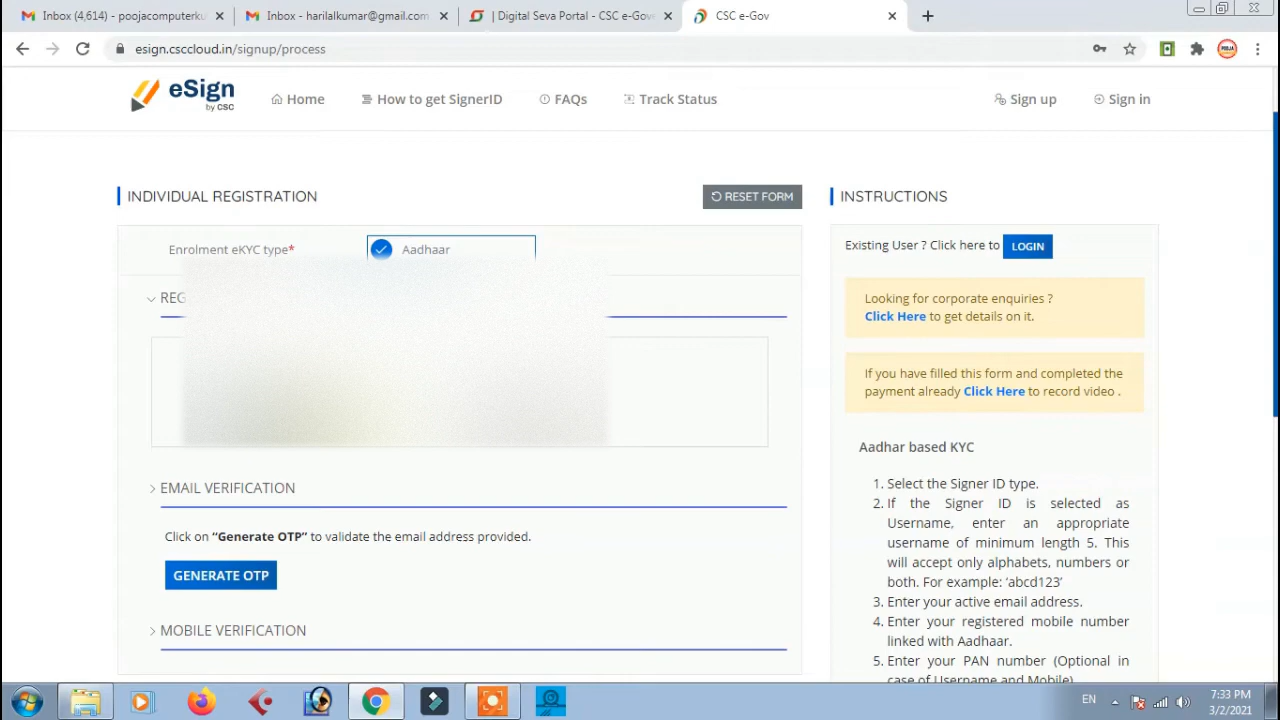 Inbox (4,614) - poojacomputerku
Inbox - harilalkumar@gmail.com
| Digital Seva Portal - CSC e-Gov
CSC e-Gov
esign.csccloud.in/signup/process
eSign
by CSC
Home
How to get SignerID
FAQs
Track Status
Sign up
Sign in
INDIVIDUAL REGISTRATION
RESET FORM
Enrolment eKYC type*
Aadhaar
REG
EMAIL VERIFICATION
Click on “Generate OTP” to validate the email address provided.
GENERATE OTP
MOBILE VERIFICATION
INSTRUCTIONS
Existing User ? Click here to LOGIN
Looking for corporate enquiries ?
Click Here to get details on it.
If you have filled this form and completed the
payment already Click Here to record video .
Aadhar based KYC
1. Select the Signer ID type.
2. If the Signer ID is selected as
Username, enter an appropriate
username of minimum length 5. This
will accept only alphabets, numbers or
both. For example: ‘abcd123’
3. Enter your active email address.
4. Enter your registered mobile number
linked with Aadhaar.
5. Enter your PAN number (Optional in
case of Username and Mobile)
EN
7:33 PM
3/2/2021